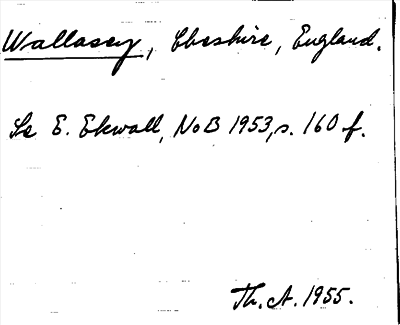 Wallasey, Cheshire, England.
Se E. Ekwall, NoB 1953, s. 160 f.
Th. A. 1955.